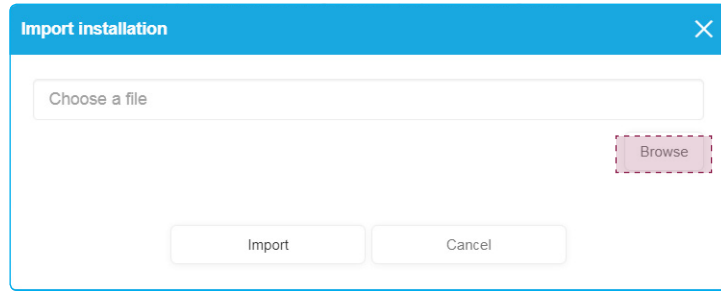 Import installation
Choose a file
Browse
Import
Cancel